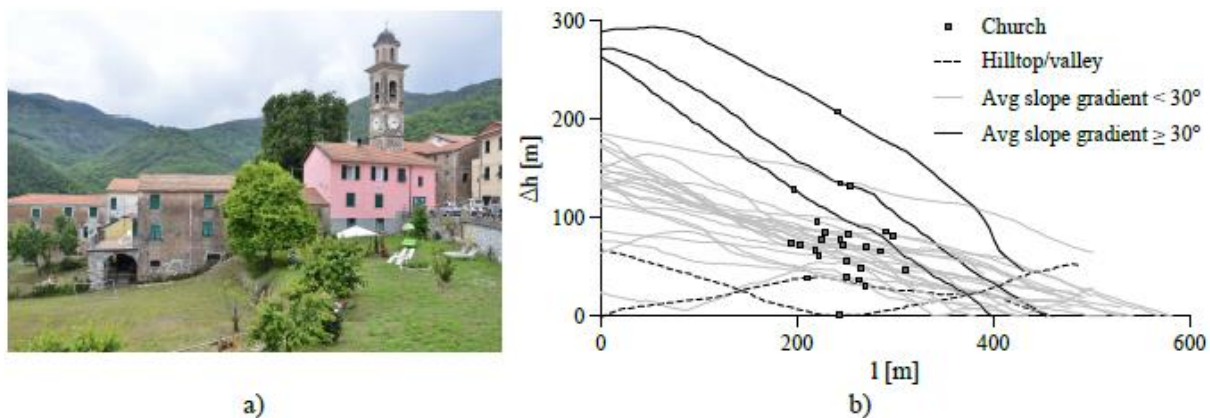 300
200
100
0
Δh [m]
Church
Hilltop/valley
Avg slope gradient < 30°
Avg slope gradient ≥ 30°
0
200
400
600
l [m]
a)
b)